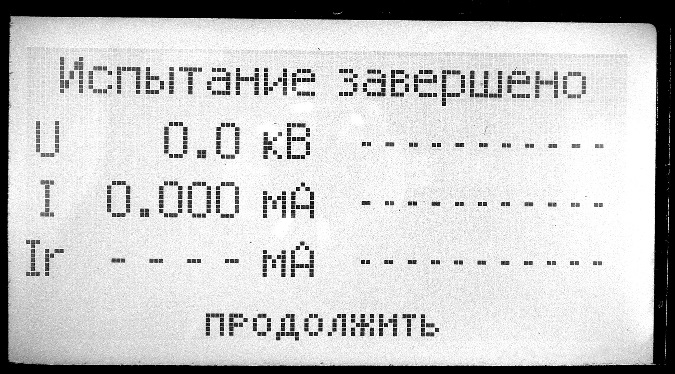 Испытание завершено
U 0.0 кВ ----------
I 0.000 мА ----------
Ir ---- мА ----------
ПРОДОЛЖИТЬ